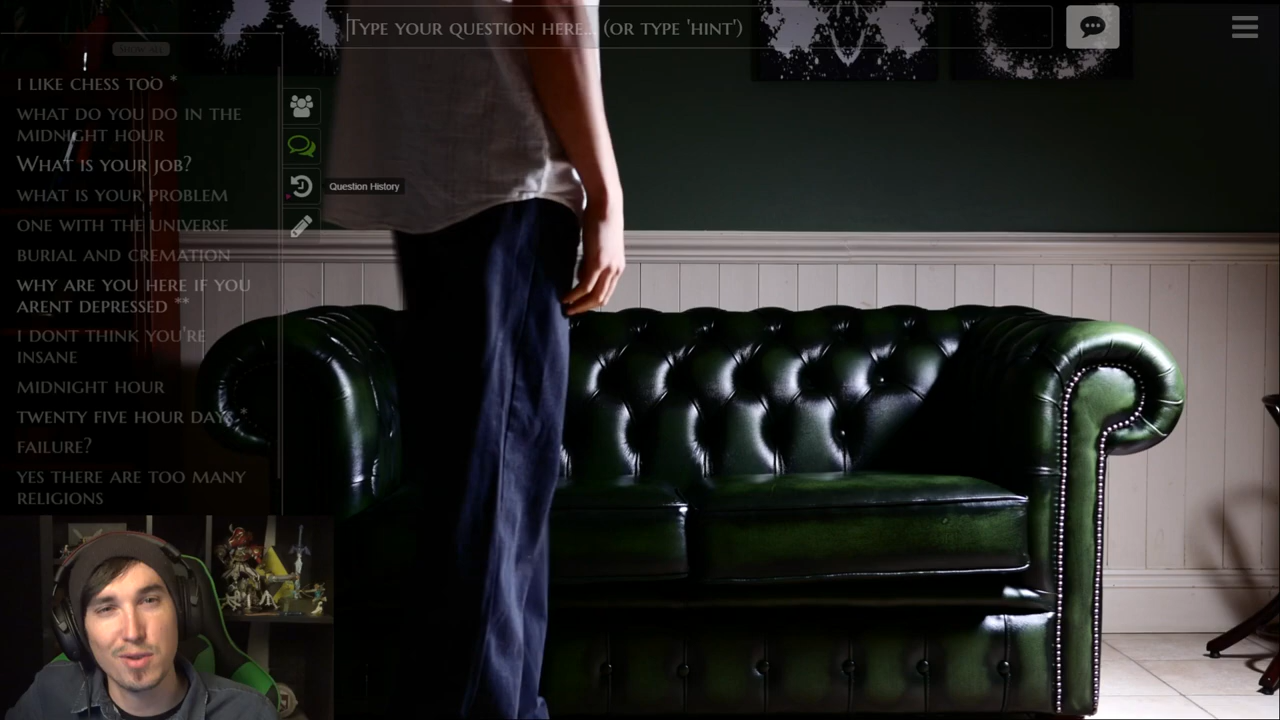 Type your question here... (or type 'hint')
SHOW ALL
I LIKE CHESS TOO *
WHAT DO YOU DO IN THE
MIDNIGHT HOUR
What is your job?
WHAT IS YOUR PROBLEM
ONE WITH THE UNIVERSE
BURIAL AND CREMATION
WHY ARE YOU HERE IF YOU
ARENT DEPRESSED **
I DONT THINK YOU'RE
INSANE
MIDNIGHT HOUR
TWENTY FIVE HOUR DAYS *
FAILURE?
YES THERE ARE TOO MANY
RELIGIONS
Question History